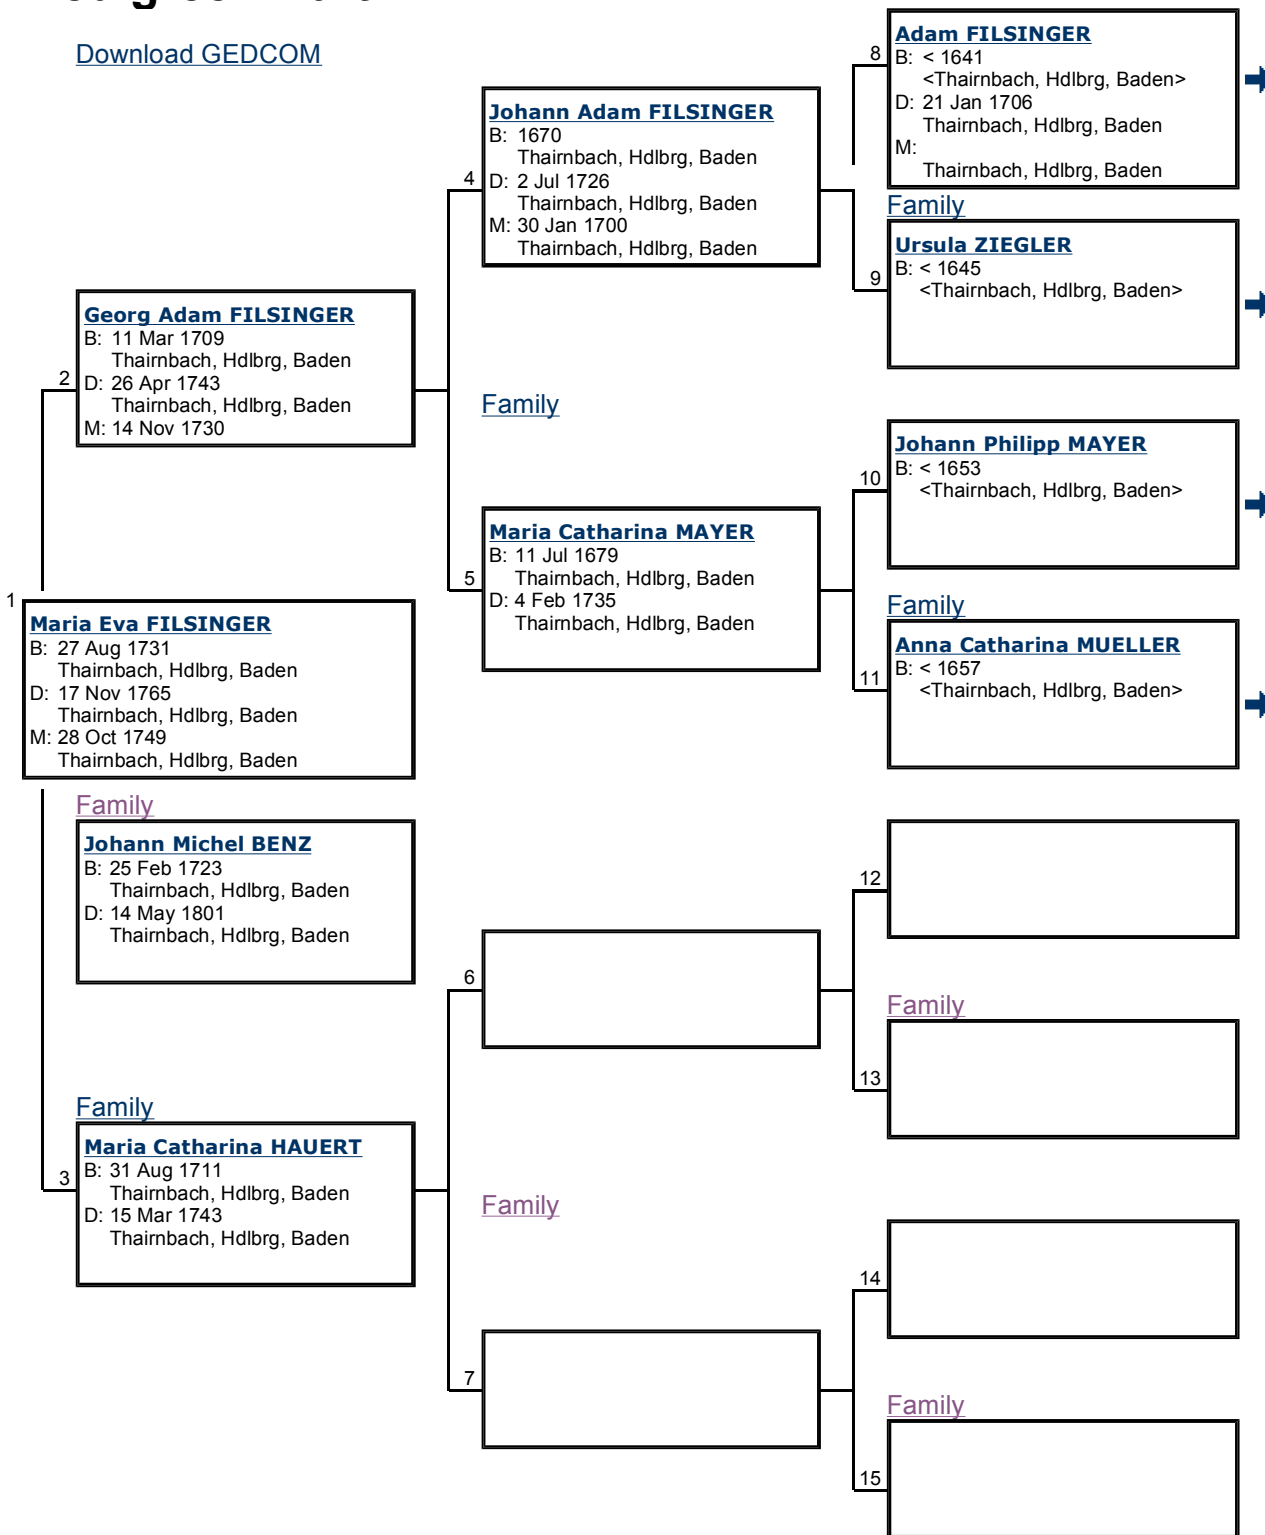 Download GEDCOM
1
Maria Eva FILSINGER
B: 27 Aug 1731
Thairnbach, Hdlbrg, Baden
D: 17 Nov 1765
Thairnbach, Hdlbrg, Baden
M: 28 Oct 1749
Thairnbach, Hdlbrg, Baden
Family
Johann Michel BENZ
B: 25 Feb 1723
Thairnbach, Hdlbrg, Baden
D: 14 May 1801
Thairnbach, Hdlbrg, Baden
2
Georg Adam FILSINGER
B: 11 Mar 1709
Thairnbach, Hdlbrg, Baden
D: 26 Apr 1743
Thairnbach, Hdlbrg, Baden
M: 14 Nov 1730
Family
3
Maria Catharina HAUERT
B: 31 Aug 1711
Thairnbach, Hdlbrg, Baden
D: 15 Mar 1743
Thairnbach, Hdlbrg, Baden
4
Johann Adam FILSINGER
B: 1670
Thairnbach, Hdlbrg, Baden
D: 2 Jul 1726
Thairnbach, Hdlbrg, Baden
M: 30 Jan 1700
Thairnbach, Hdlbrg, Baden
Family
5
Maria Catharina MAYER
B: 11 Jul 1679
Thairnbach, Hdlbrg, Baden
D: 4 Feb 1735
Thairnbach, Hdlbrg, Baden
6
Family
7
8
Adam FILSINGER
B: < 1641
<Thairnbach, Hdlbrg, Baden>
D: 21 Jan 1706
Thairnbach, Hdlbrg, Baden
M:
Thairnbach, Hdlbrg, Baden
Family
9
Ursula ZIEGLER
B: < 1645
<Thairnbach, Hdlbrg, Baden>
10
Johann Philipp MAYER
B: < 1653
<Thairnbach, Hdlbrg, Baden>
Family
11
Anna Catharina MUELLER
B: < 1657
<Thairnbach, Hdlbrg, Baden>
12
Family
13
14
Family
15